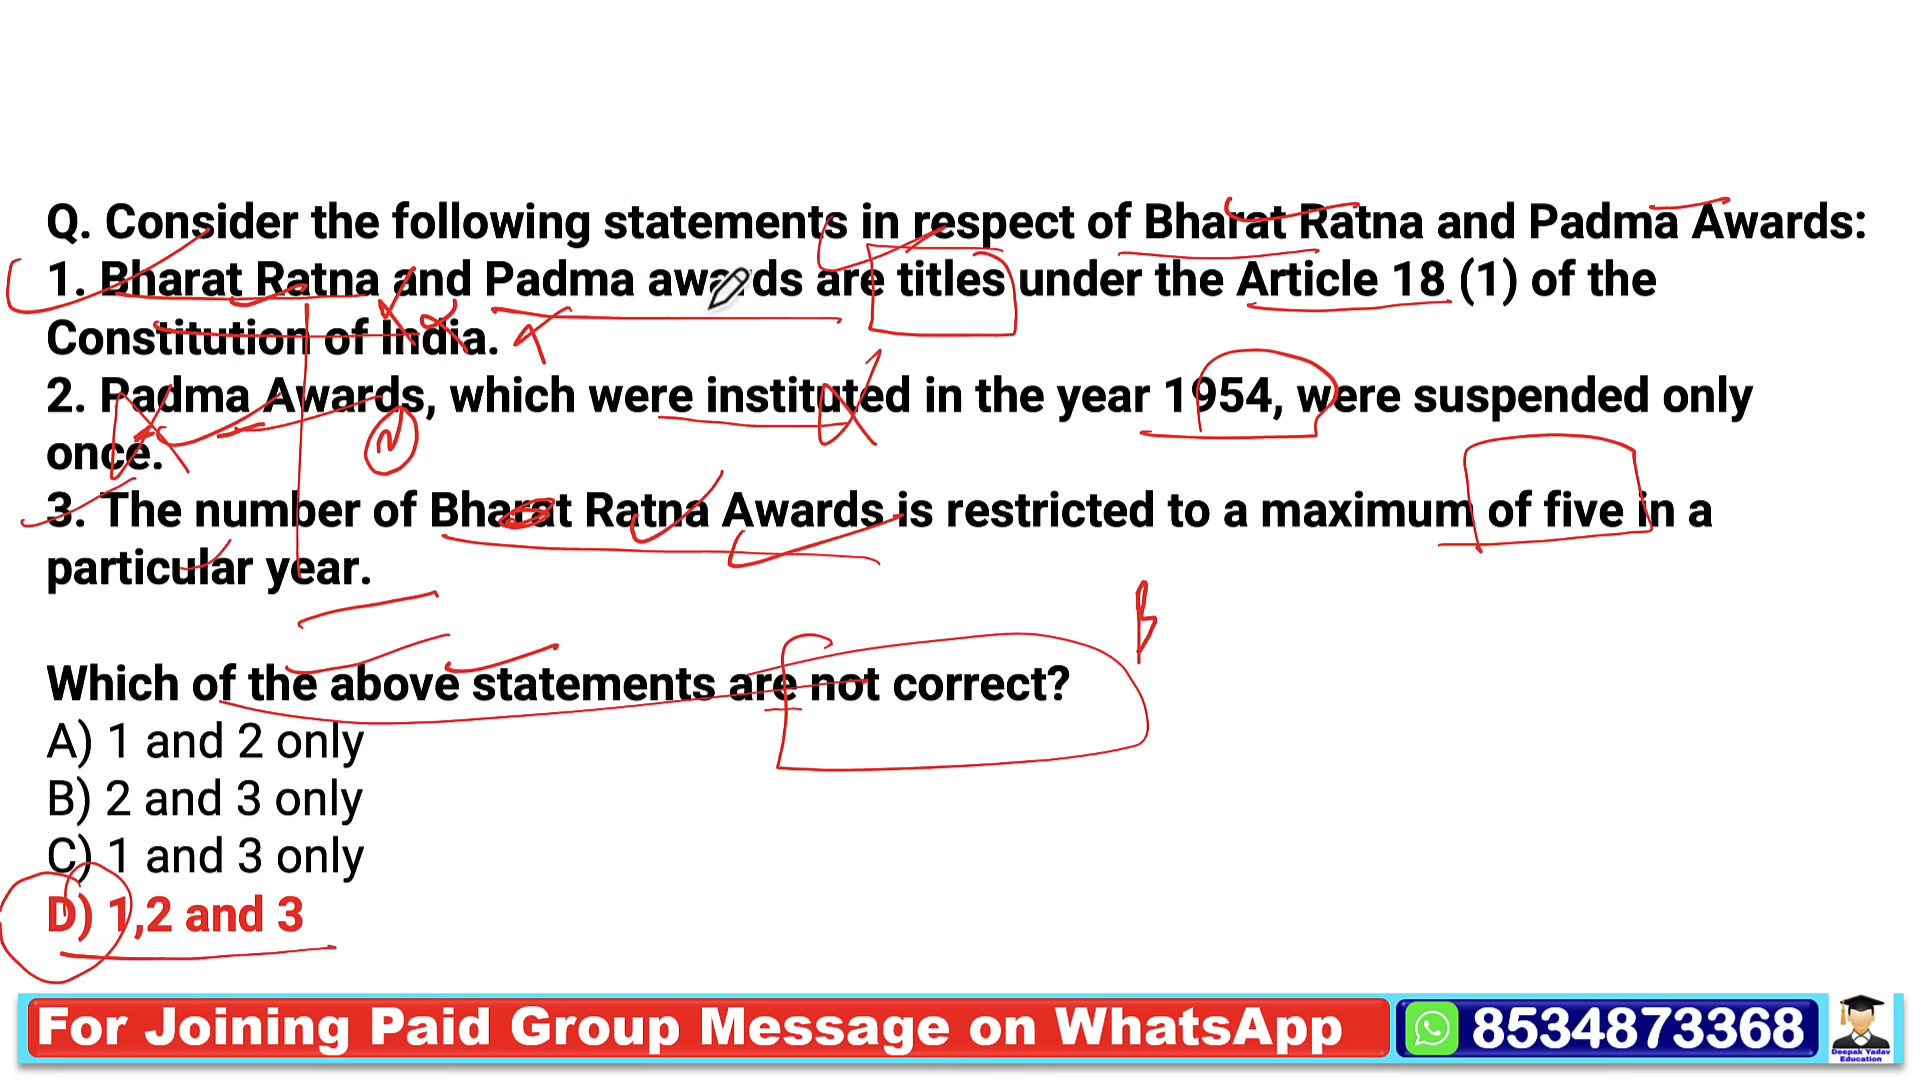 Q. Consider the following statements in respect of Bharat Ratna and Padma Awards:
1. Bharat Ratna and Padma awards are titles under the Article 18 (1) of the
Constitution of India.
2. Padma Awards, which were instituted in the year 1954, were suspended only
once.
2
3. The number of Bharat Ratna Awards is restricted to a maximum of five in a
particular year.
B
Which of the above statements are not correct?
A) 1 and 2 only
B) 2 and 3 only
C) 1 and 3 only
D) 1,2 and 3
For Joining Paid Group Message on WhatsApp
8534873368
Deepak Yadav
Education